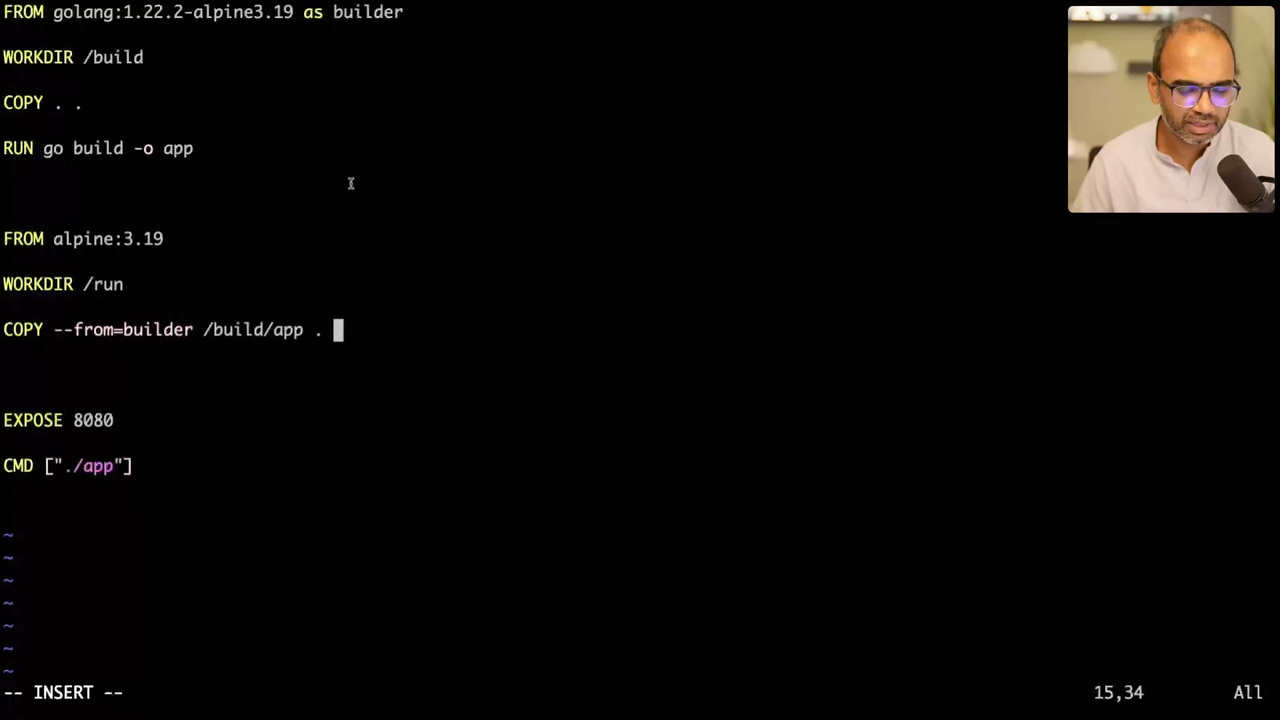 FROM golang:1.22.2-alpine3.19 as builder
WORKDIR /build
COPY . .
RUN go build -o app
FROM alpine:3.19
WORKDIR /run
COPY --from=builder /build/app .
EXPOSE 8080
CMD ["./app"]
~
~
~
~
~
~
~
-- INSERT -- 15,34 All